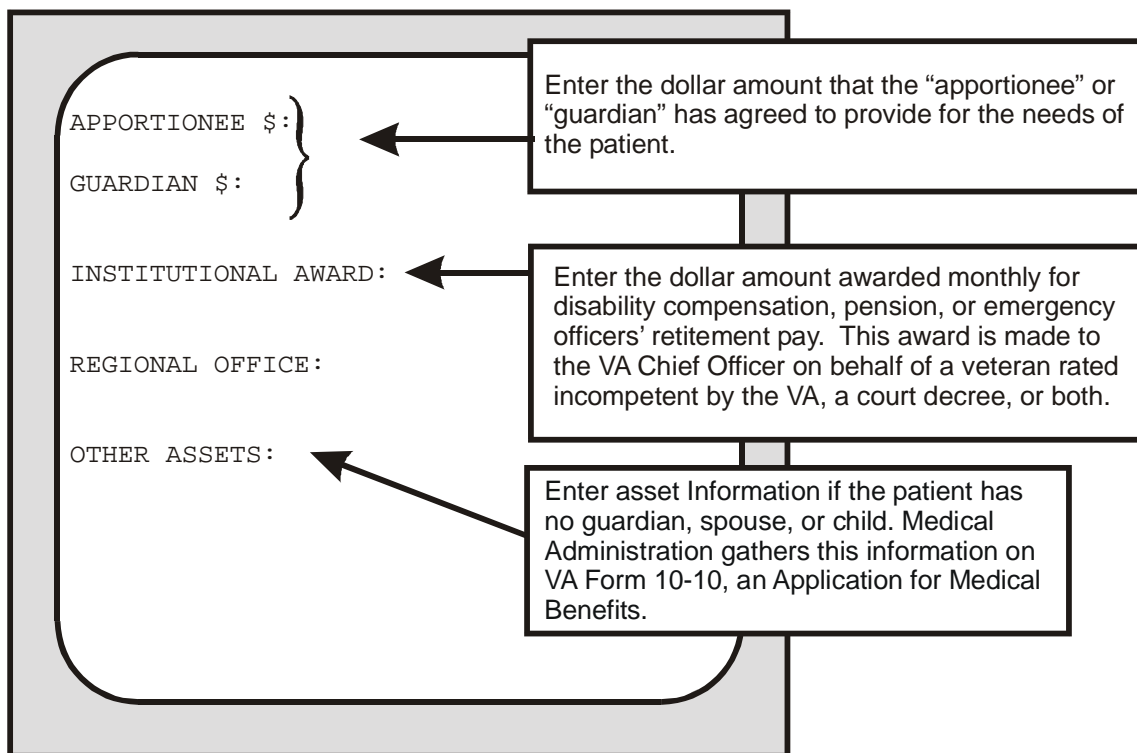 APPORTIONEE $:
GUARDIAN $:
Enter the dollar amount that the “apportionee” or
“guardian” has agreed to provide for the needs of
the patient.
INSTITUTIONAL AWARD:
Enter the dollar amount awarded monthly for
disability compensation, pension, or emergency
officers’ retitement pay.  This award is made to
the VA Chief Officer on behalf of a veteran rated
incompetent by the VA, a court decree, or both.
REGIONAL OFFICE:
OTHER ASSETS:
Enter asset Information if the patient has
no guardian, spouse, or child. Medical
Administration gathers this information on
VA Form 10-10, an Application for Medical
Benefits.